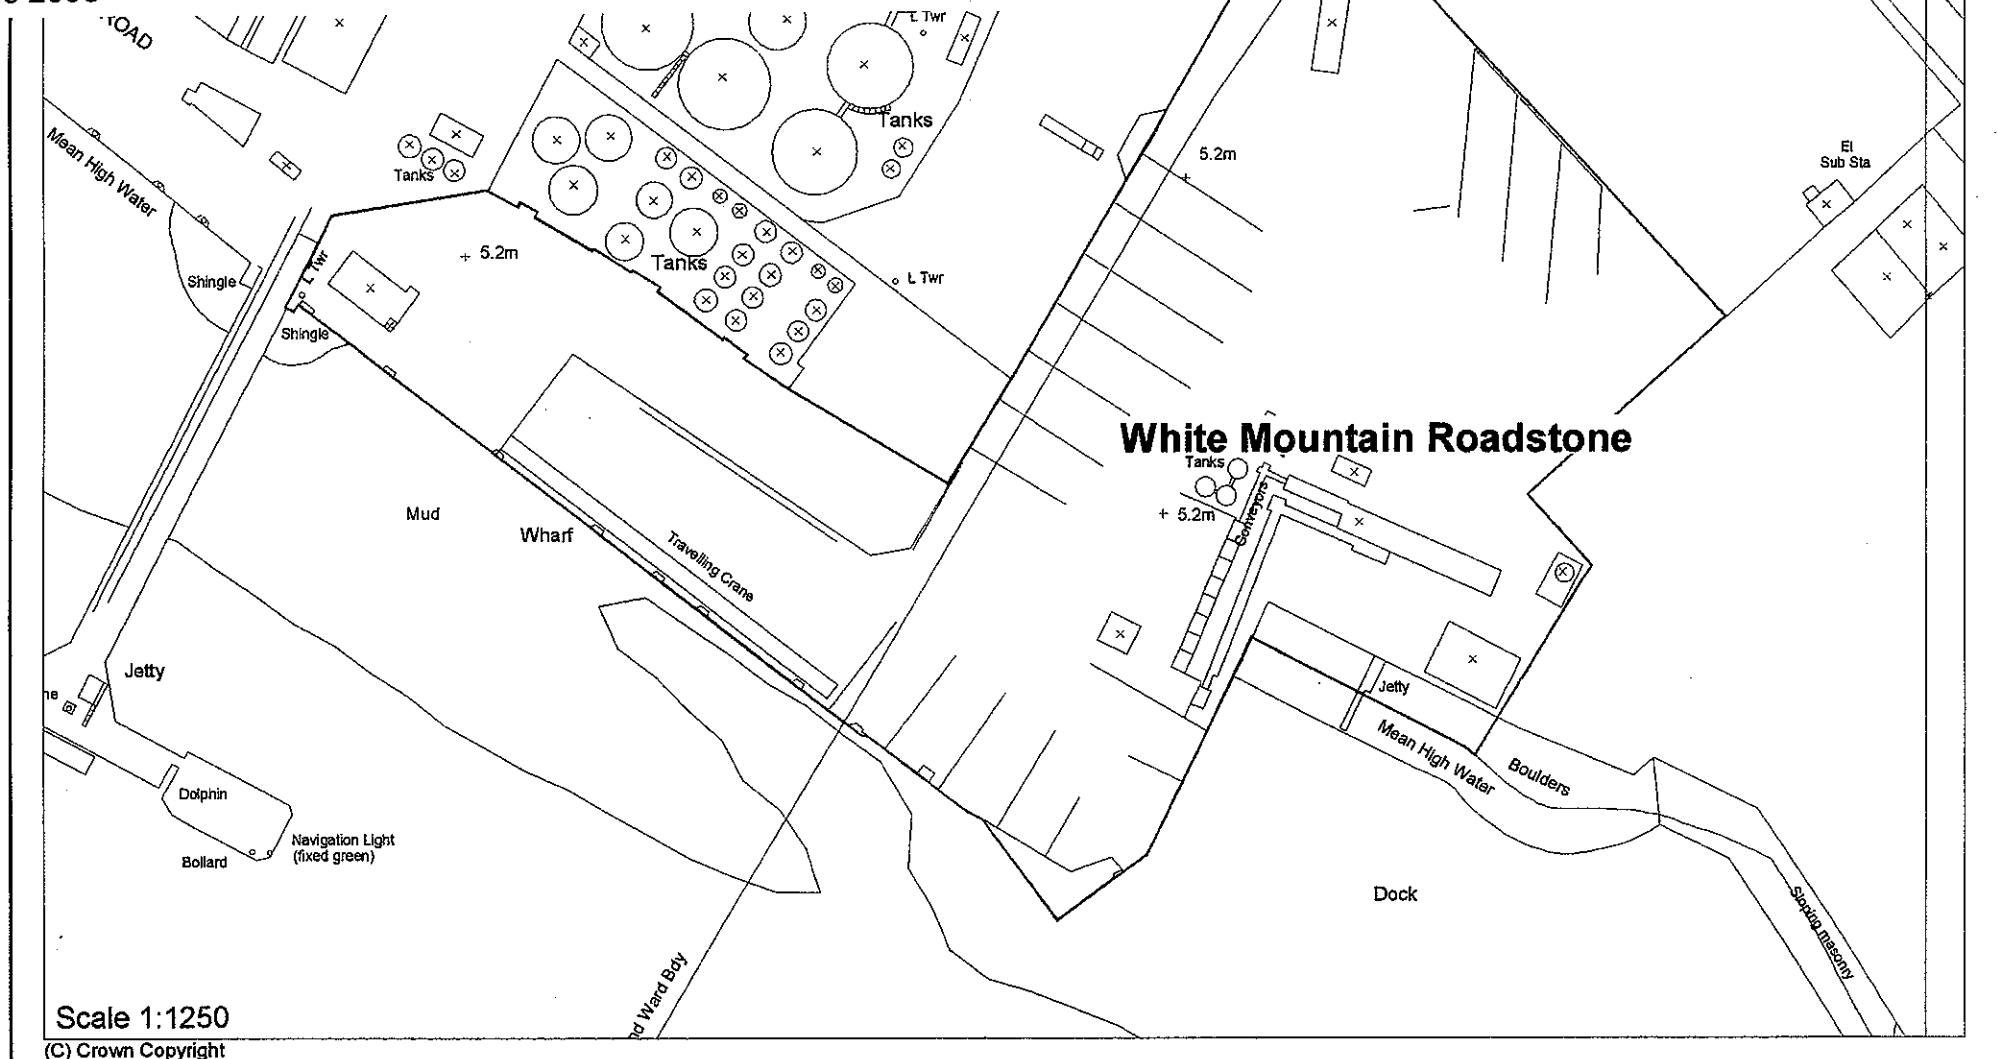 ROAD
Ł Twr
Tanks
Mean High Water
Tanks
5.2m
El
Sub Sta
Shingle
Ł Twr
5.2m
Tanks
Ł Twr
Shingle
White Mountain Roadstone
Tanks
Conveyors
5.2m
Mud
Wharf
Travelling Crane
Jetty
Jetty
Mean High Water
Boulders
Dolphin
Navigation Light
(fixed green)
Bollard
Dock
Sloping masonry
Ward Bdy
Scale 1:1250
(C) Crown Copyright